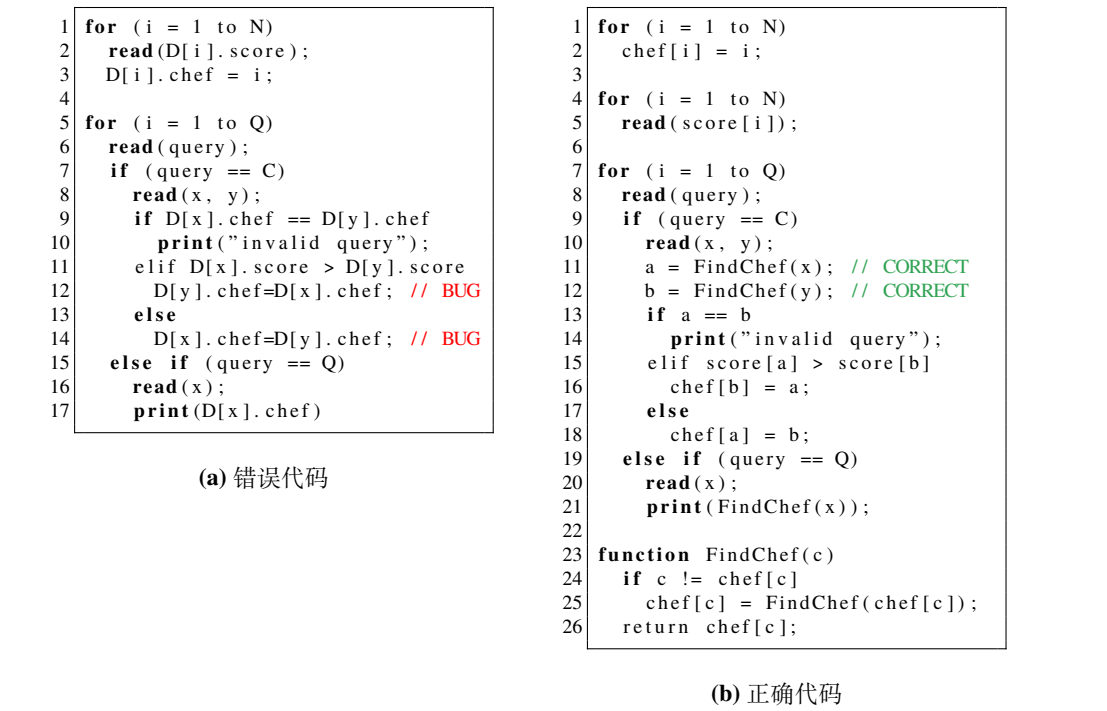 1 for (i = 1 to N)
2   read(D[i].score);
3   D[i].chef = i;
4
5 for (i = 1 to Q)
6   read(query);
7   if (query == C)
8     read(x, y);
9     if D[x].chef == D[y].chef
10       print("invalid query");
11     elif D[x].score > D[y].score
12       D[y].chef=D[x].chef; // BUG
13     else
14       D[x].chef=D[y].chef; // BUG
15   else if (query == Q)
16     read(x);
17     print(D[x].chef)
(a) 错误代码
1 for (i = 1 to N)
2   chef[i] = i;
3
4 for (i = 1 to N)
5   read(score[i]);
6
7 for (i = 1 to Q)
8   read(query);
9   if (query == C)
10     read(x, y);
11     a = FindChef(x); // CORRECT
12     b = FindChef(y); // CORRECT
13     if a == b
14       print("invalid query");
15     elif score[a] > score[b]
16       chef[b] = a;
17     else
18       chef[a] = b;
19   else if (query == Q)
20     read(x);
21     print(FindChef(x));
22
23 function FindChef(c)
24   if c != chef[c]
25     chef[c] = FindChef(chef[c]);
26   return chef[c];
(b) 正确代码